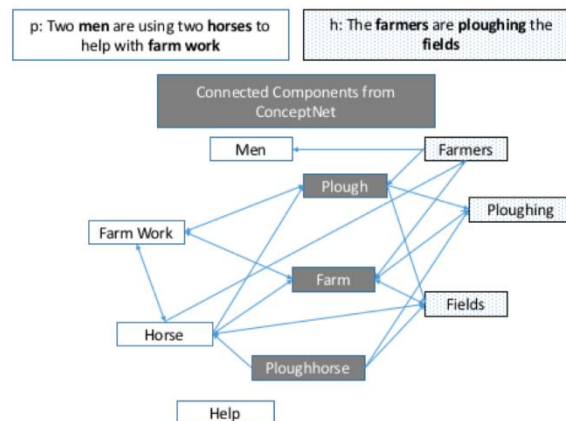 p: Two men are using two horses to
help with farm work
h: The farmers are ploughing the
fields
Connected Components from
ConceptNet
Men
Farmers
Plough
Ploughing
Farm Work
Farm
Fields
Horse
Ploughhorse
Help